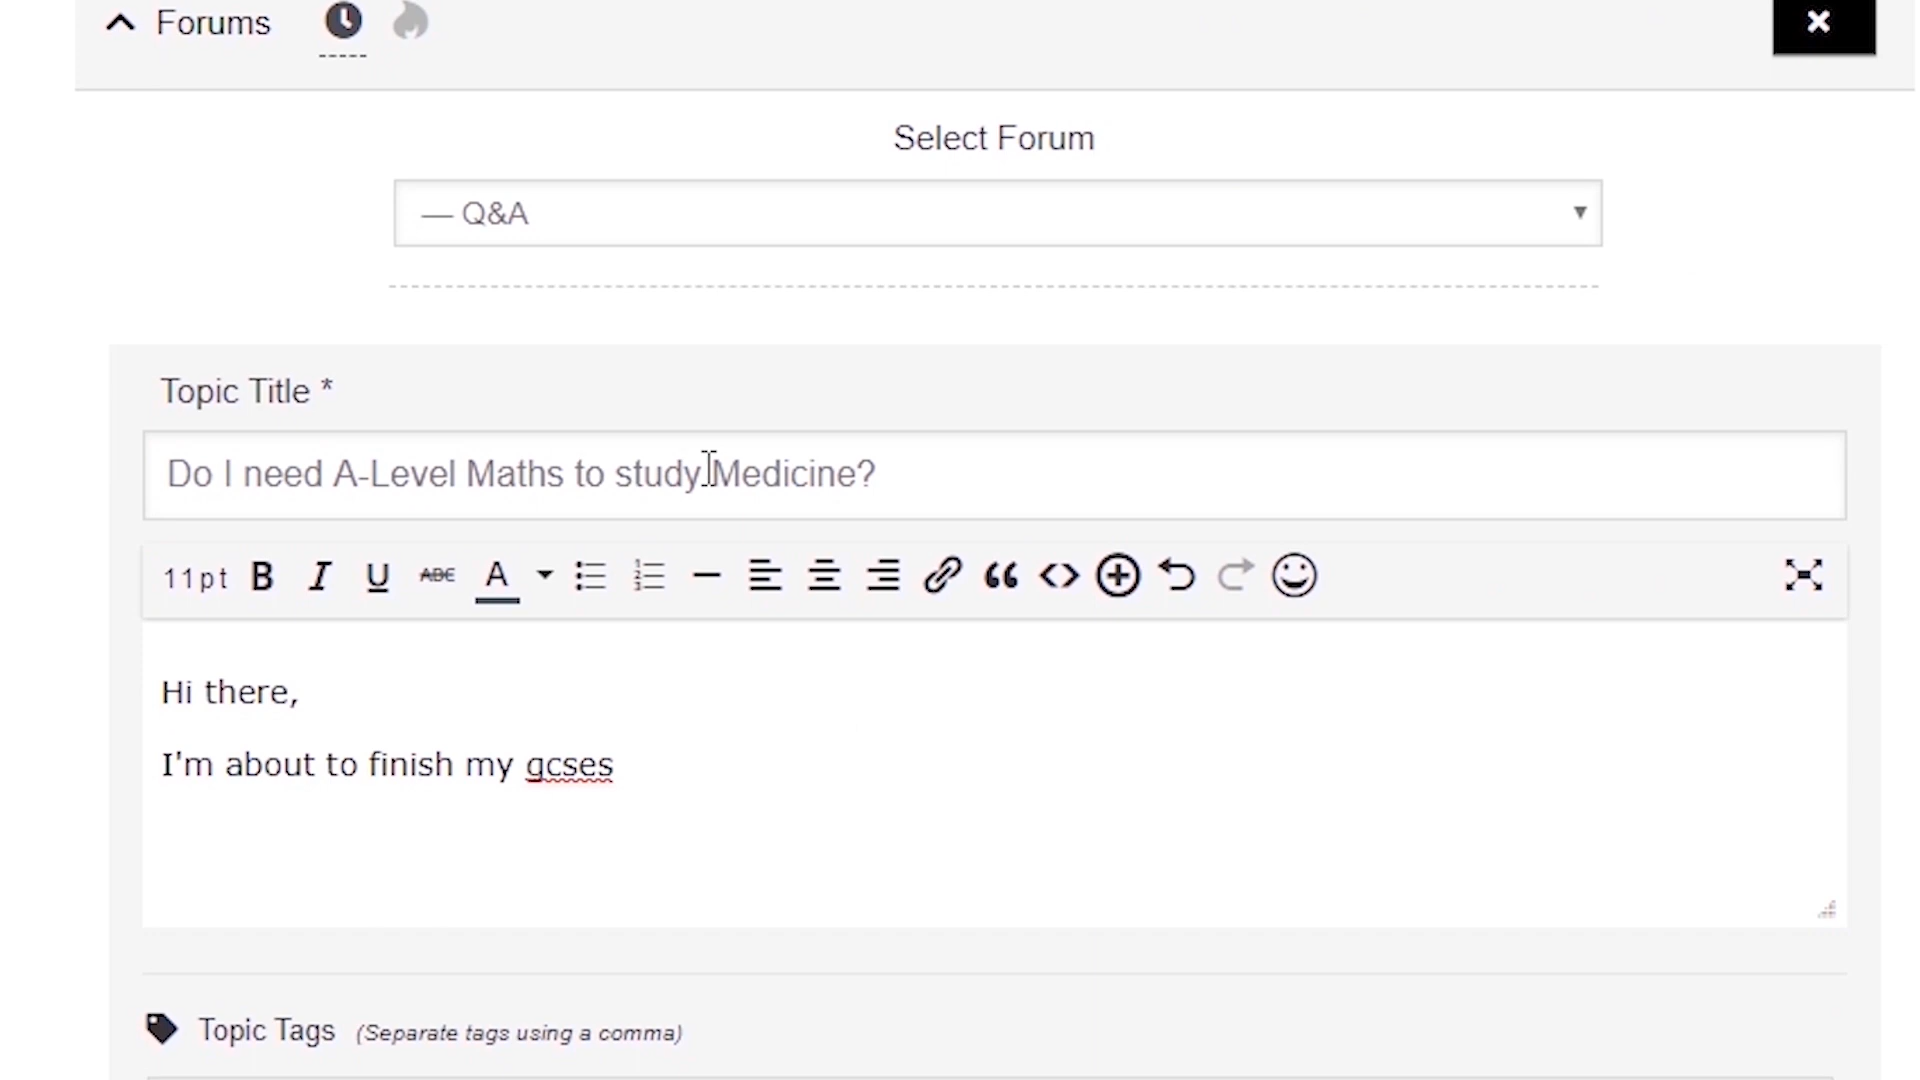 Forums
Select Forum
— Q&A
Topic Title *
Do I need A-Level Maths to study Medicine?
11pt B I U ABC A
Hi there,
I'm about to finish my gcses
Topic Tags (Separate tags using a comma)